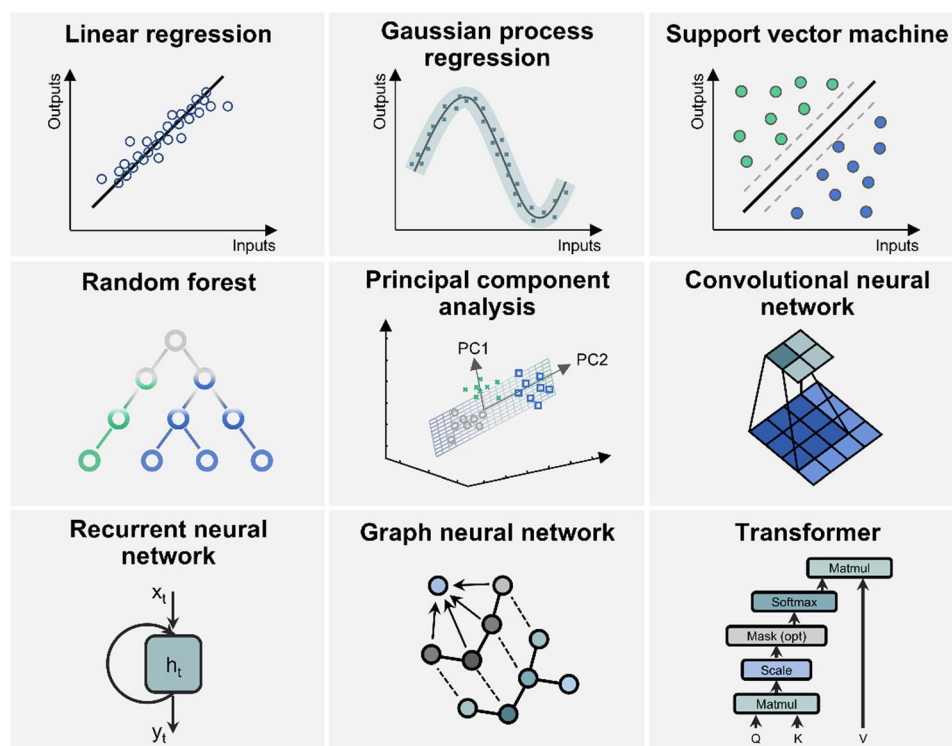 Linear regression
Outputs
Inputs
Gaussian process
regression
Outputs
Inputs
Support vector machine
Outputs
Inputs
Random forest
Principal component
analysis
PC1
PC2
Convolutional neural
network
Recurrent neural
network
xt
ht
yt
Graph neural network
Transformer
Matmul
Softmax
Mask (opt)
Scale
Matmul
Q K V